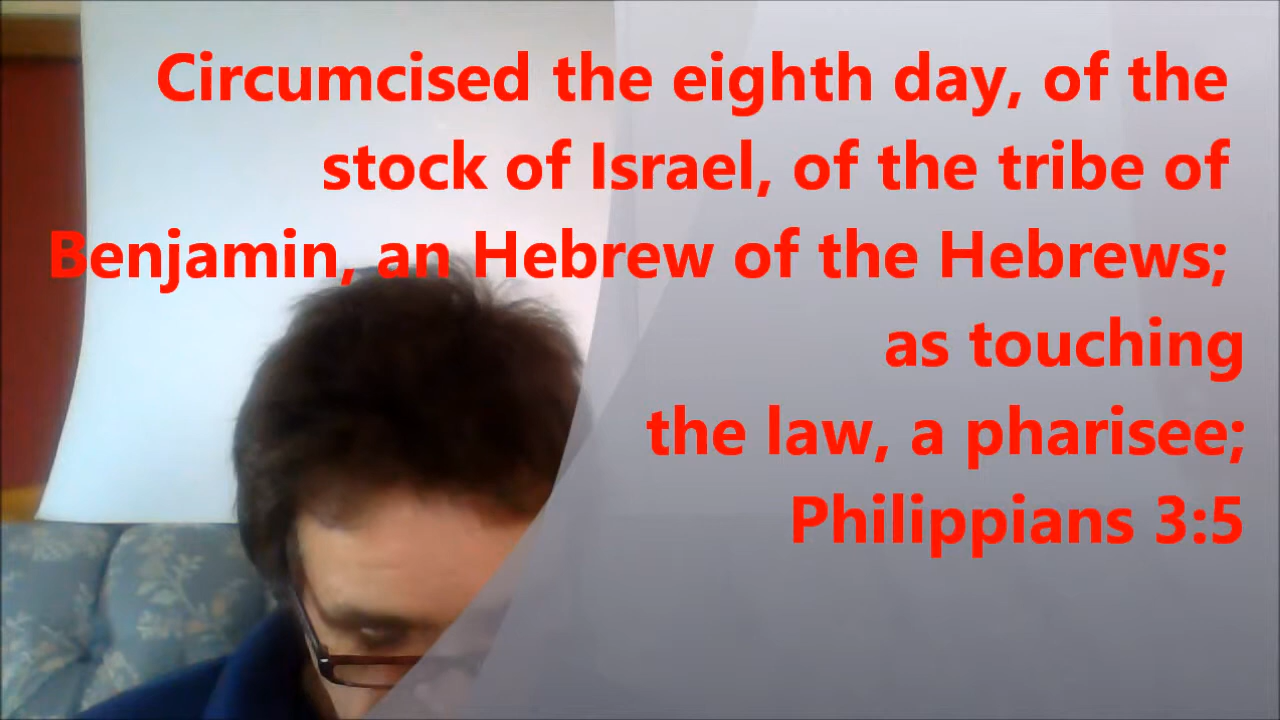 Circumcised the eighth day, of the
stock of Israel, of the tribe of
Benjamin, an Hebrew of the Hebrews;
as touching
the law, a pharisee;
Philippians 3:5